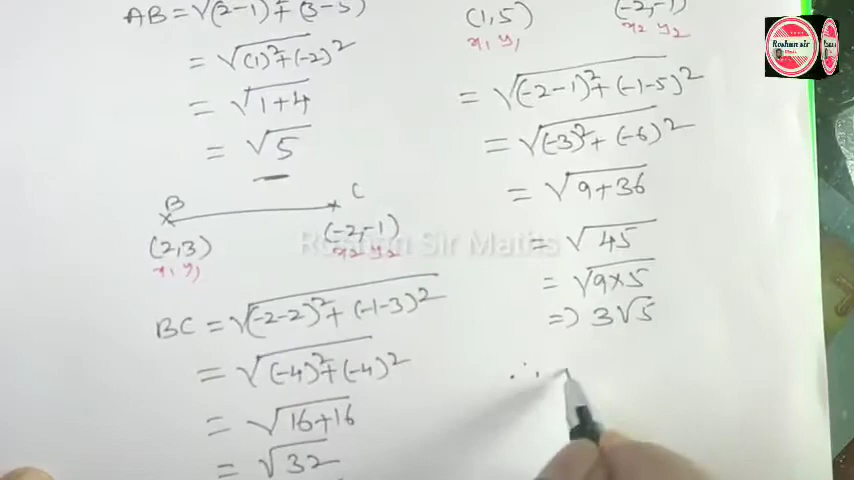 AB = √(2-1)²+(3-5)
= √(1)²+(-2)²
= √1+4
= √5
B C
(2,3) (-2,-1)
x₁ y₁ x₂ y₂
BC = √(-2-2)²+(-1-3)²
= √(-4)²+(-4)²
= √16+16
= √32
(1,5) (-2,-1)
x₁ y₁ x₂ y₂
= √(-2-1)²+(-1-5)²
= √(-3)²+(-6)²
= √9+36
= √45
= √9×5
=> 3√5
∴
Roshan Sir Maths
Roshan sir